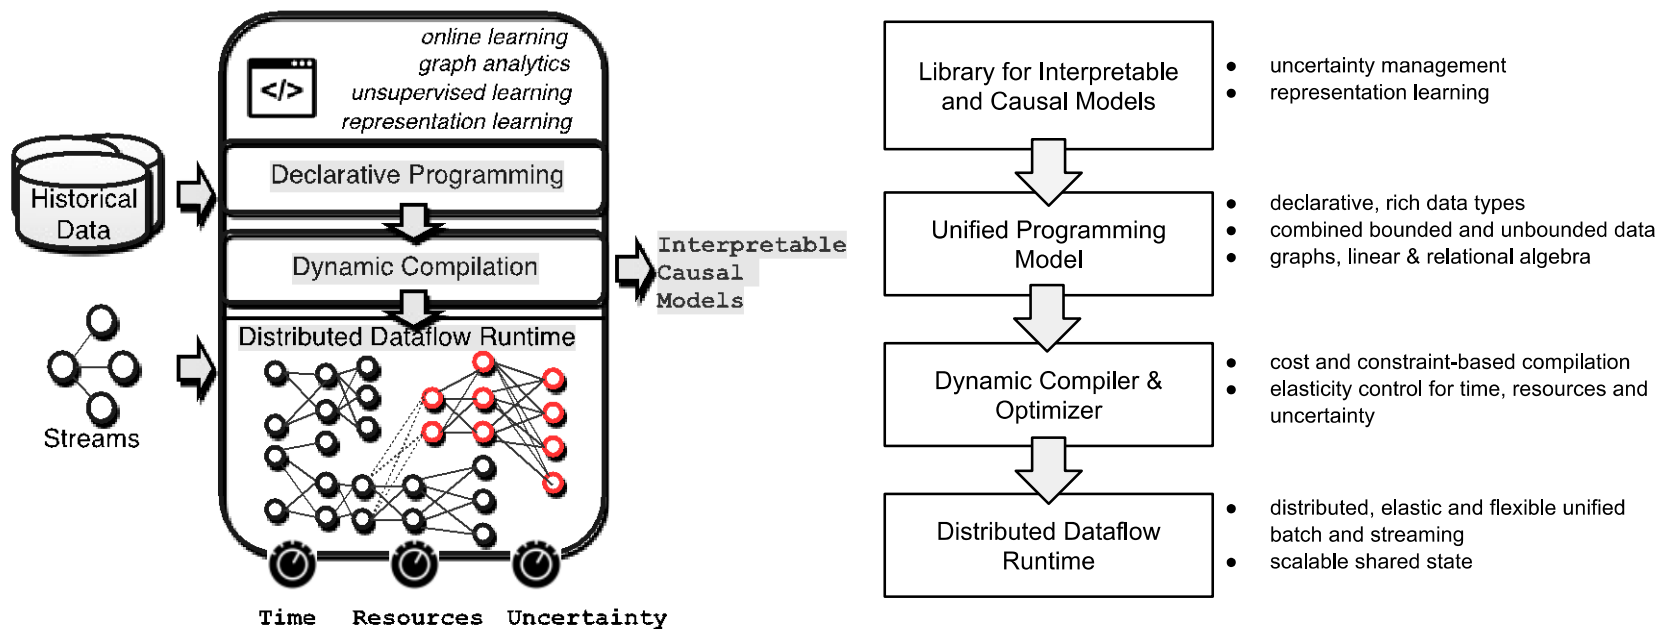 online learning
graph analytics
unsupervised learning
representation learning
</>
Declarative Programming
Historical
Data
Dynamic Compilation
Interpretable
Causal
Models
Distributed Dataflow Runtime
Streams
Time Resources Uncertainty
Library for Interpretable
and Causal Models
● uncertainty management
● representation learning
Unified Programming
Model
● declarative, rich data types
● combined bounded and unbounded data
● graphs, linear & relational algebra
Dynamic Compiler &
Optimizer
● cost and constraint-based compilation
● elasticity control for time, resources and
uncertainty
Distributed Dataflow
Runtime
● distributed, elastic and flexible unified
batch and streaming
● scalable shared state